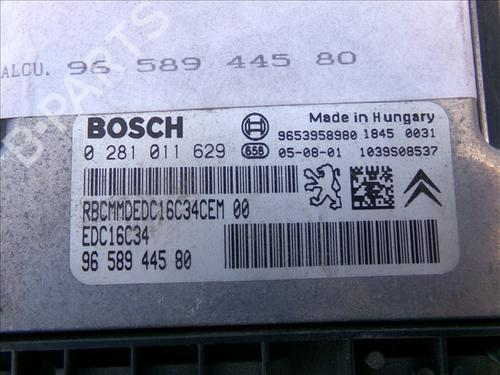 ALCU. 96 589 445 80
B-PARTS
BOSCH
Made in Hungary
9653958980 1845 0031
0 281 011 629
658
05-08-01 1039S08537
RBCMMDEDC16C34CEM 00
EDC16C34
96 589 445 80